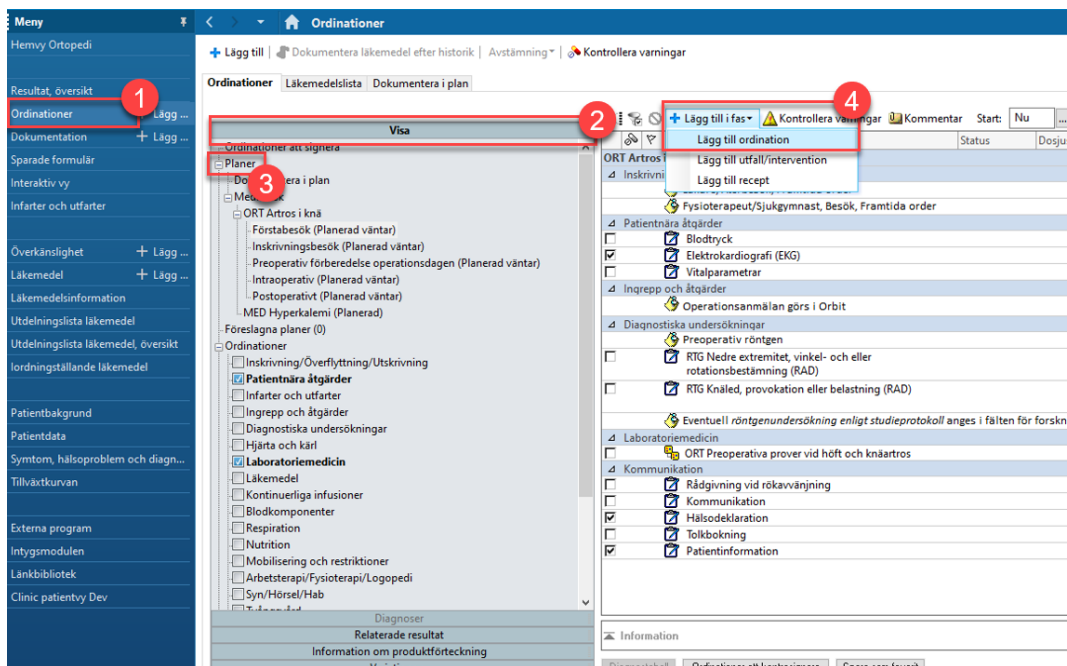 Meny
Ordinationer
Hemvy Ortopedi
Resultat, översikt
Ordinationer
Lägg ...
Dokumentation
Lägg ...
Sparade formulär
Interaktiv vy
Infarter och utfarter
Överkänslighet
Lägg ...
Läkemedel
Lägg ...
Läkemedelsinformation
Utdelningslista läkemedel
Utdelningslista läkemedel, översikt
Iordningställande läkemedel
Patientbakgrund
Patientdata
Symtom, hälsoproblem och diagn...
Tillväxtkurvan
Externa program
Intygsmodulen
Länkbibliotek
Clinic patientvy Dev
Lägg till | Dokumentera läkemedel efter historik | Avstämning | Kontrollera varningar
Ordinationer Läkemedelslista Dokumentera i plan
1
2
3
4
Visa
Ordinationer att signera
Planer
i plan
ORT Artros i knä
Förstabesök (Planerad väntar)
Inskrivningsbesök (Planerad väntar)
Preoperativ förberedelse operationsdagen (Planerad väntar)
Intraoperativ (Planerad väntar)
Postoperativt (Planerad väntar)
MED Hyperkalemi (Planerad)
Föreslagna planer (0)
Ordinationer
Inskrivning/Överflyttning/Utskrivning
Patientnära åtgärder
Infarter och utfarter
Ingrepp och åtgärder
Diagnostiska undersökningar
Hjärta och kärl
Laboratoriemedicin
Läkemedel
Kontinuerliga infusioner
Blodkomponenter
Respiration
Nutrition
Mobilisering och restriktioner
Arbetsterapi/Fysioterapi/Logopedi
Syn/Hörsel/Hab
Diagnoser
Relaterade resultat
Information om produktförteckning
Lägg till i fas Kontrollera varningar Kommentar Start: Nu ...
Lägg till ordination
Lägg till utfall/intervention
Lägg till recept
Status Dosju
ORT Artros
Fysioterapeut/Sjukgymnast, Besök, Framtida order
Patientnära åtgärder
Blodtryck
Elektrokardiografi (EKG)
Vitalparametrar
Ingrepp och åtgärder
Operationsanmälan görs i Orbit
Diagnostiska undersökningar
Preoperativ röntgen
RTG Nedre extremitet, vinkel- och eller
rotationsbestämning (RAD)
RTG Knäled, provokation eller belastning (RAD)
Eventuell röntgenundersökning enligt studieprotokoll anges i fälten för forskn
Laboratoriemedicin
ORT Preoperativa prover vid höft och knäartros
Kommunikation
Rådgivning vid rökavvänjning
Kommunikation
Hälsodeklaration
Tolkbokning
Patientinformation
Information